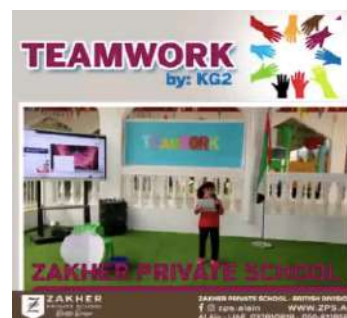 TEAMWORK
by: KG2
TEAMWORK
ZAKHER PRIVATE SCHOOL
ZAKHER
PRIVATE SCHOOL
ZAKHER PRIVATE SCHOOL - BRITISH DIVISION
zps.alain WWW.ZPS.A